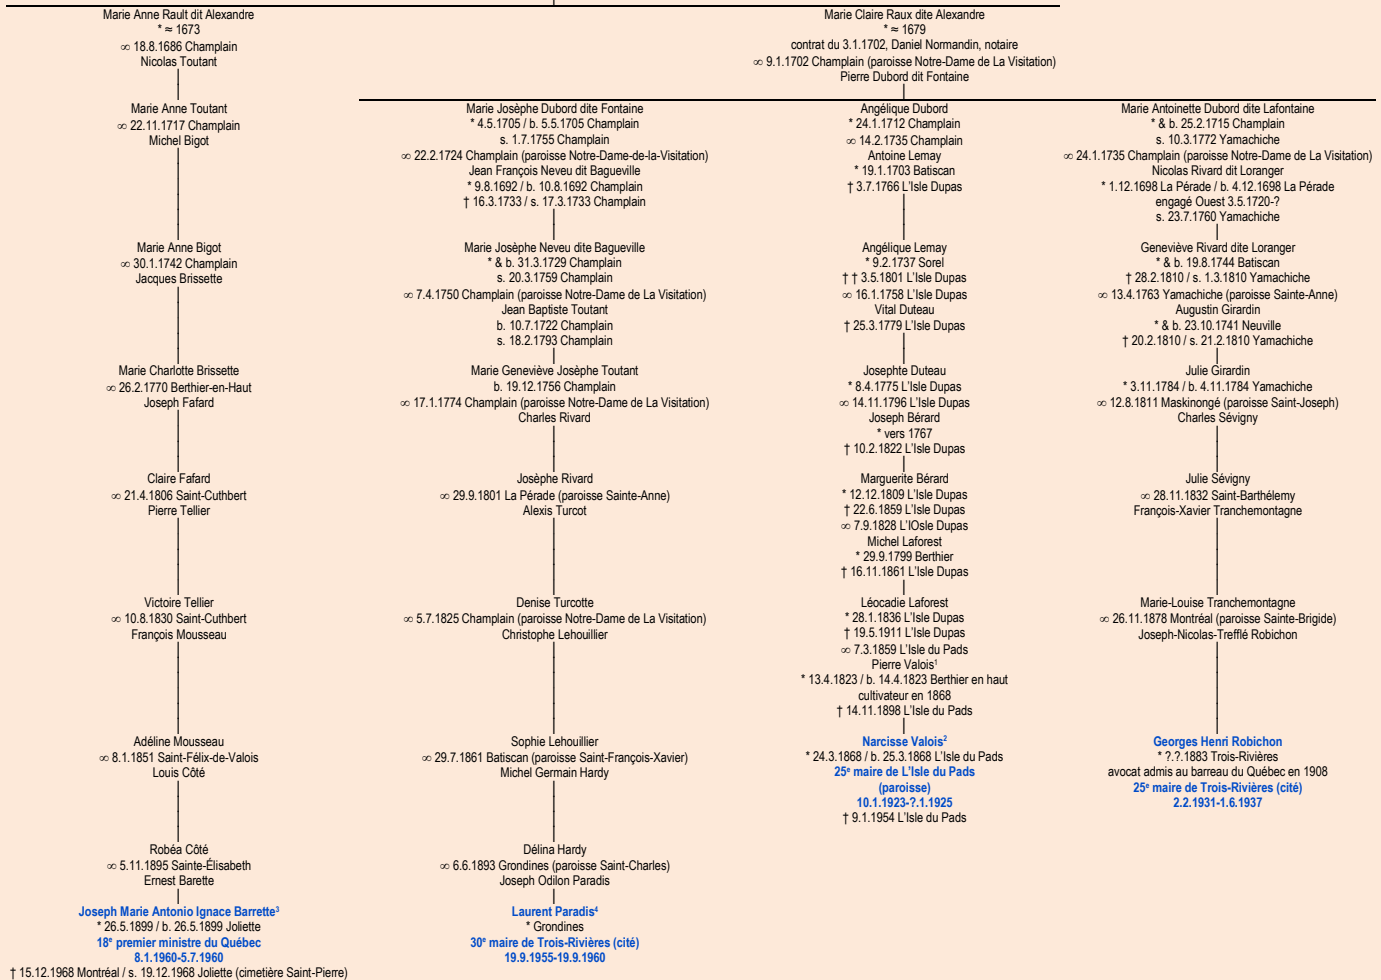 Marie Anne Rault dit Alexandre
* ≈ 1673
∞ 18.8.1686 Champlain
Nicolas Toutant
Marie Claire Raux dite Alexandre
* ≈ 1679
contrat du 3.1.1702, Daniel Normandin, notaire
∞ 9.1.1702 Champlain (paroisse Notre-Dame de La Visitation)
Pierre Dubord dit Fontaine
Marie Anne Toutant
∞ 22.11.1717 Champlain
Michel Bigot
Marie Josèphe Dubord dite Fontaine
* 4.5.1705 / b. 5.5.1705 Champlain
s. 1.7.1755 Champlain
∞ 22.2.1724 Champlain (paroisse Notre-Dame-de-la-Visitation)
Jean François Neveu dit Bagueville
* 9.8.1692 / b. 10.8.1692 Champlain
† 16.3.1733 / s. 17.3.1733 Champlain
Angélique Dubord
* 24.1.1712 Champlain
∞ 14.2.1735 Champlain
Antoine Lemay
* 19.1.1703 Batiscan
† 3.7.1766 L'Isle Dupas
Marie Antoinette Dubord dite Lafontaine
* & b. 25.2.1715 Champlain
s. 10.3.1772 Yamachiche
∞ 24.1.1735 Champlain (paroisse Notre-Dame de La Visitation)
Nicolas Rivard dit Loranger
* 1.12.1698 La Pérade / b. 4.12.1698 La Pérade
engagé Ouest 3.5.1720-?
s. 23.7.1760 Yamachiche
Marie Anne Bigot
∞ 30.1.1742 Champlain
Jacques Brissette
Marie Josèphe Neveu dite Bagueville
* & b. 31.3.1729 Champlain
s. 20.3.1759 Champlain
∞ 7.4.1750 Champlain (paroisse Notre-Dame de La Visitation)
Jean Baptiste Toutant
b. 10.7.1722 Champlain
s. 18.2.1793 Champlain
Angélique Lemay
* 9.2.1737 Sorel
† † 3.5.1801 L'Isle Dupas
∞ 16.1.1758 L'Isle Dupas
Vital Duteau
† 25.3.1779 L'Isle Dupas
Geneviève Rivard dite Loranger
* & b. 19.8.1744 Batiscan
† 28.2.1810 / s. 1.3.1810 Yamachiche
∞ 13.4.1763 Yamachiche (paroisse Sainte-Anne)
Augustin Girardin
* & b. 23.10.1741 Neuville
† 20.2.1810 / s. 21.2.1810 Yamachiche
Marie Charlotte Brissette
∞ 26.2.1770 Berthier-en-Haut
Joseph Fafard
Marie Geneviève Josèphe Toutant
b. 19.12.1756 Champlain
∞ 17.1.1774 Champlain (paroisse Notre-Dame de La Visitation)
Charles Rivard
Josephte Duteau
* 8.4.1775 L'Isle Dupas
∞ 14.11.1796 L'Isle Dupas
Joseph Bérard
* vers 1767
† 10.2.1822 L'Isle Dupas
Julie Girardin
* 3.11.1784 / b. 4.11.1784 Yamachiche
∞ 12.8.1811 Maskinongé (paroisse Saint-Joseph)
Charles Sévigny
Claire Fafard
∞ 21.4.1806 Saint-Cuthbert
Pierre Tellier
Josèphe Rivard
∞ 29.9.1801 La Pérade (paroisse Sainte-Anne)
Alexis Turcot
Marguerite Bérard
* 12.12.1809 L'Isle Dupas
† 22.6.1859 L'Isle Dupas
∞ 7.9.1828 L'IOsle Dupas
Michel Laforest
* 29.9.1799 Berthier
† 16.11.1861 L'Isle Dupas
Julie Sévigny
∞ 28.11.1832 Saint-Barthélemy
François-Xavier Tranchemontagne
Victoire Tellier
∞ 10.8.1830 Saint-Cuthbert
François Mousseau
Denise Turcotte
∞ 5.7.1825 Champlain (paroisse Notre-Dame de La Visitation)
Christophe Lehouillier
Léocadie Laforest
* 28.1.1836 L'Isle Dupas
† 19.5.1911 L'Isle Dupas
∞ 7.3.1859 L'Isle du Pads
Pierre Valois¹
* 13.4.1823 / b. 14.4.1823 Berthier en haut
cultivateur en 1868
† 14.11.1898 L'Isle du Pads
Marie-Louise Tranchemontagne
∞ 26.11.1878 Montréal (paroisse Sainte-Brigide)
Joseph-Nicolas-Trefflé Robichon
Adéline Mousseau
∞ 8.1.1851 Saint-Félix-de-Valois
Louis Côté
Sophie Lehouillier
∞ 29.7.1861 Batiscan (paroisse Saint-François-Xavier)
Michel Germain Hardy
Narcisse Valois²
* 24.3.1868 / b. 25.3.1868 L'Isle du Pads
25e maire de L'Isle du Pads
(paroisse)
10.1.1923-?.1.1925
† 9.1.1954 L'Isle du Pads
Georges Henri Robichon
* ?.?.1883 Trois-Rivières
avocat admis au barreau du Québec en 1908
25e maire de Trois-Rivières (cité)
2.2.1931-1.6.1937
Robéa Côté
∞ 5.11.1895 Sainte-Élisabeth
Ernest Barette
Délina Hardy
∞ 6.6.1893 Grondines (paroisse Saint-Charles)
Joseph Odilon Paradis
Joseph Marie Antonio Ignace Barrette³
* 26.5.1899 / b. 26.5.1899 Joliette
18e premier ministre du Québec
8.1.1960-5.7.1960
† 15.12.1968 Montréal / s. 19.12.1968 Joliette (cimetière Saint-Pierre)
Laurent Paradis⁴
* Grondines
30e maire de Trois-Rivières (cité)
19.9.1955-19.9.1960